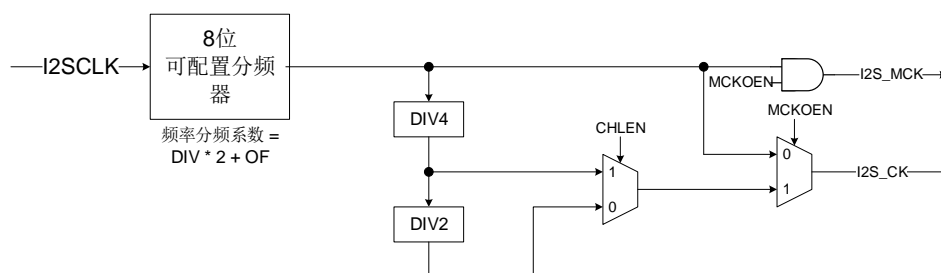 8位
可配置分频
器
I2SCLK
频率分频系数 =
DIV * 2 + OF
MCKOEN
I2S_MCK
DIV4
CHLEN
MCKOEN
0
1
1
0
I2S_CK
DIV2